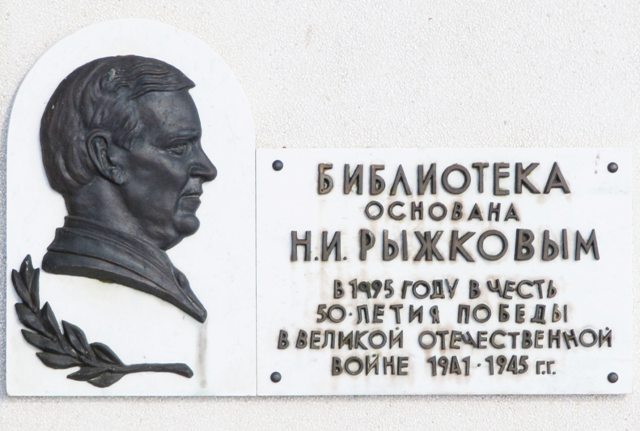 БИБЛИОТЕКА
ОСНОВАНА
Н.И. РЫЖКОВЫМ
В 1995 ГОДУ В ЧЕСТЬ
50-ЛЕТИЯ ПОБЕДЫ
В ВЕЛИКОЙ ОТЕЧЕСТВЕННОЙ
ВОЙНЕ 1941-1945 г.г.